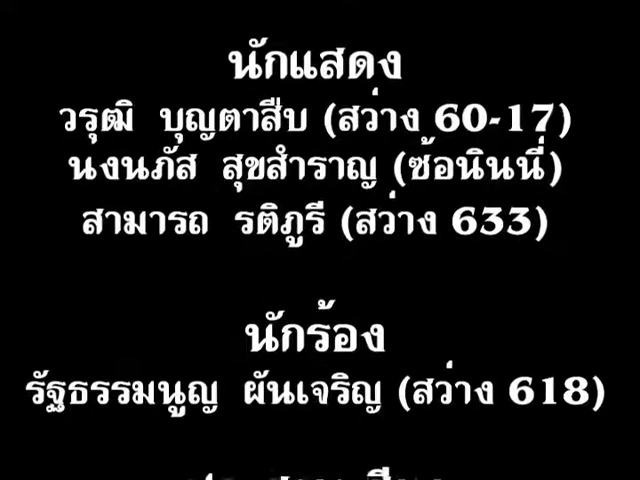 นักแสดง
วรุฒิ บุญตาสืบ (สว่าง 60-17)
นงนภัส สุขสำราญ (ซ้อนินนี่)
สามารถ รติภูรี (สว่าง 633)
นักร้อง
รัฐธรรมนูญ ผันเจริญ (สว่าง 618)